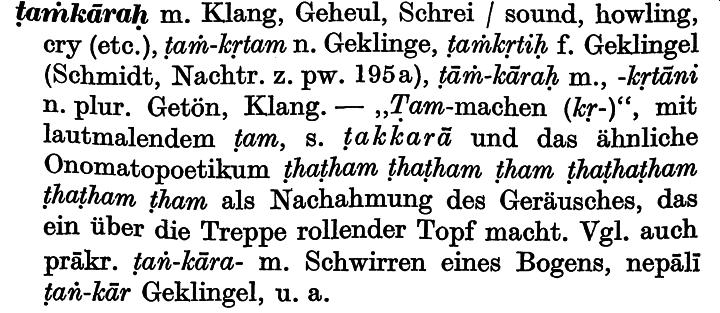 ṭaṁkāraḥ m. Klang, Geheul, Schrei / sound, howling,
cry (etc.), ṭaṁ-kṛtam n. Geklinge, ṭaṁkṛtiḥ f. Geklingel
(Schmidt, Nachtr. z. pw. 195a), ṭāṁ-kāraḥ m., -kṛtāni
n. plur. Getön, Klang. — „Ṭam-machen (kṛ-)“, mit
lautmalendem ṭam, s. ṭakkarā und das ähnliche
Onomatopoetikum ṭhaṭham ṭhaṭham ṭham ṭhaṭhaṭham
ṭhaṭham ṭham als Nachahmung des Geräusches, das
ein über die Treppe rollender Topf macht. Vgl. auch
prākr. ṭaṅ-kāra- m. Schwirren eines Bogens, nepālī
ṭaṅ-kār Geklingel, u. a.